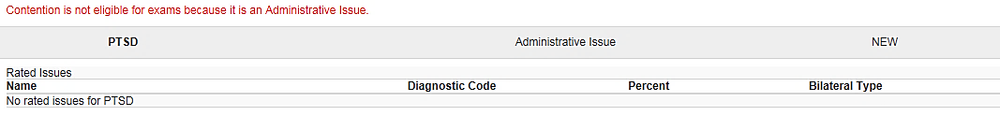 Contention is not eligible for exams because it is an Administrative Issue.
PTSD Administrative Issue NEW
Rated Issues
Name Diagnostic Code Percent Bilateral Type
No rated issues for PTSD